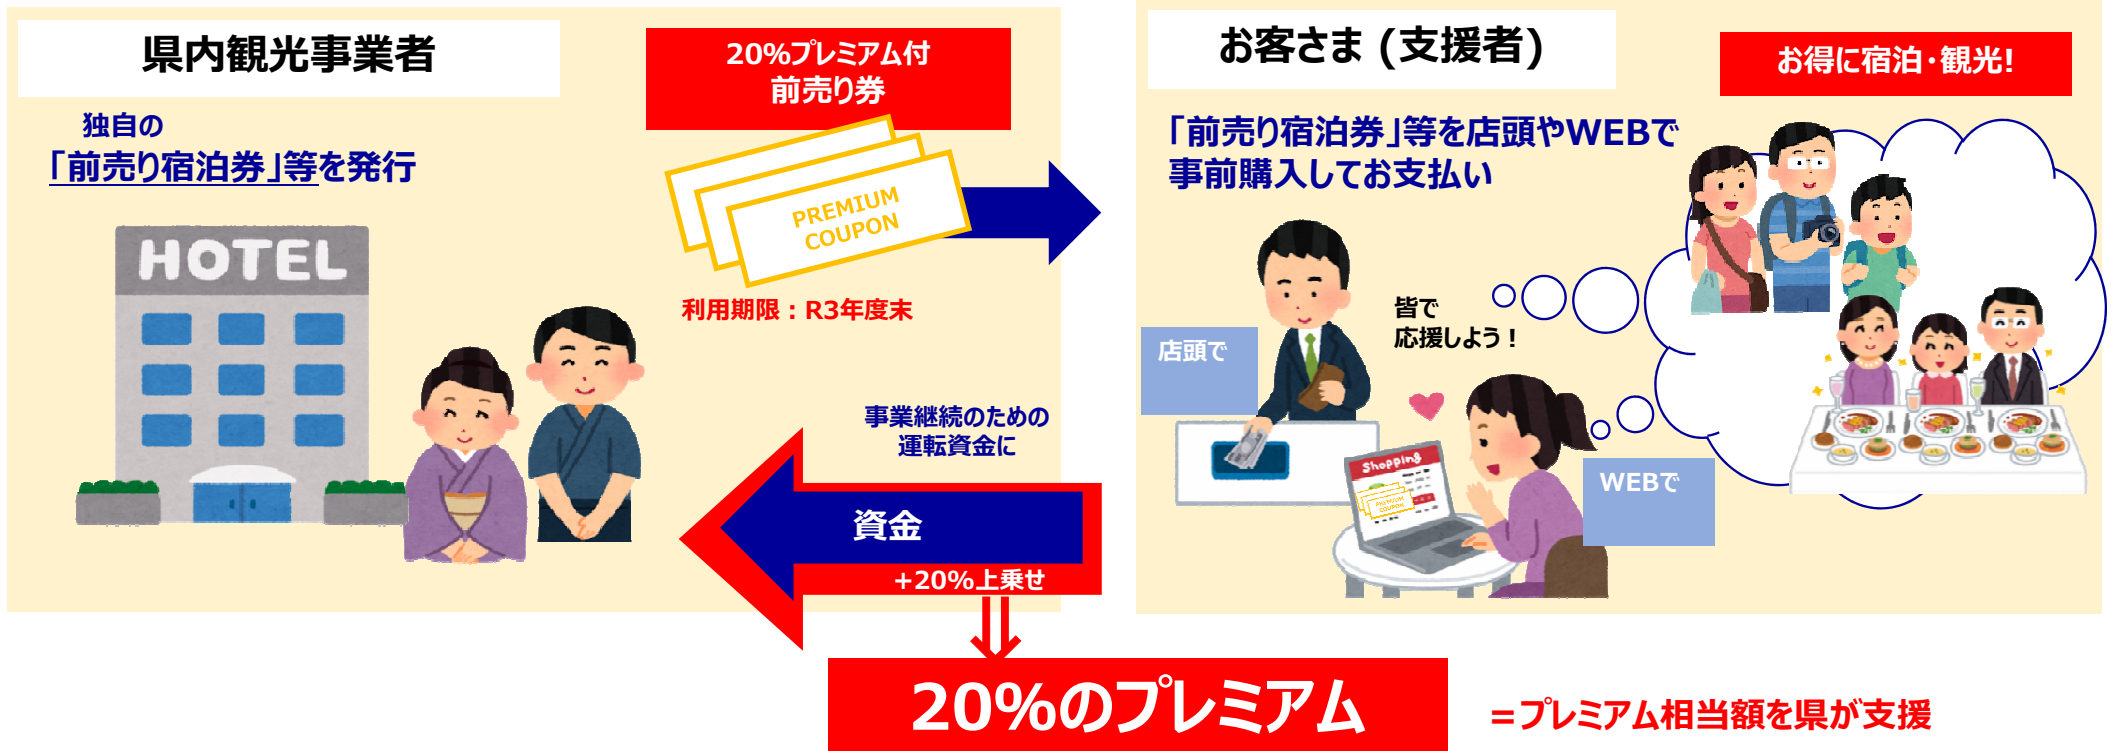 県内観光事業者
独自の
「前売り宿泊券」等を発行
HOTEL
20%プレミアム付
前売り券
PREMIUM
COUPON
利用期限：R3年度末
事業継続のための
運転資金に
資金
+20%上乗せ
お客さま (支援者)
お得に宿泊・観光!
「前売り宿泊券」等を店頭やWEBで
事前購入してお支払い
店頭で
皆で
応援しよう！
Shopping
PREMIUM
COUPON
WEBで
20%のプレミアム
=プレミアム相当額を県が支援